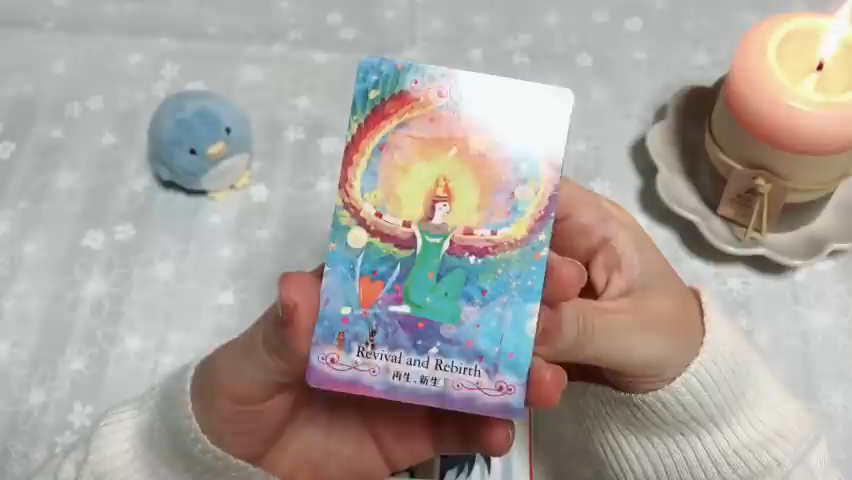 Revival and Rebirth
再生、新生